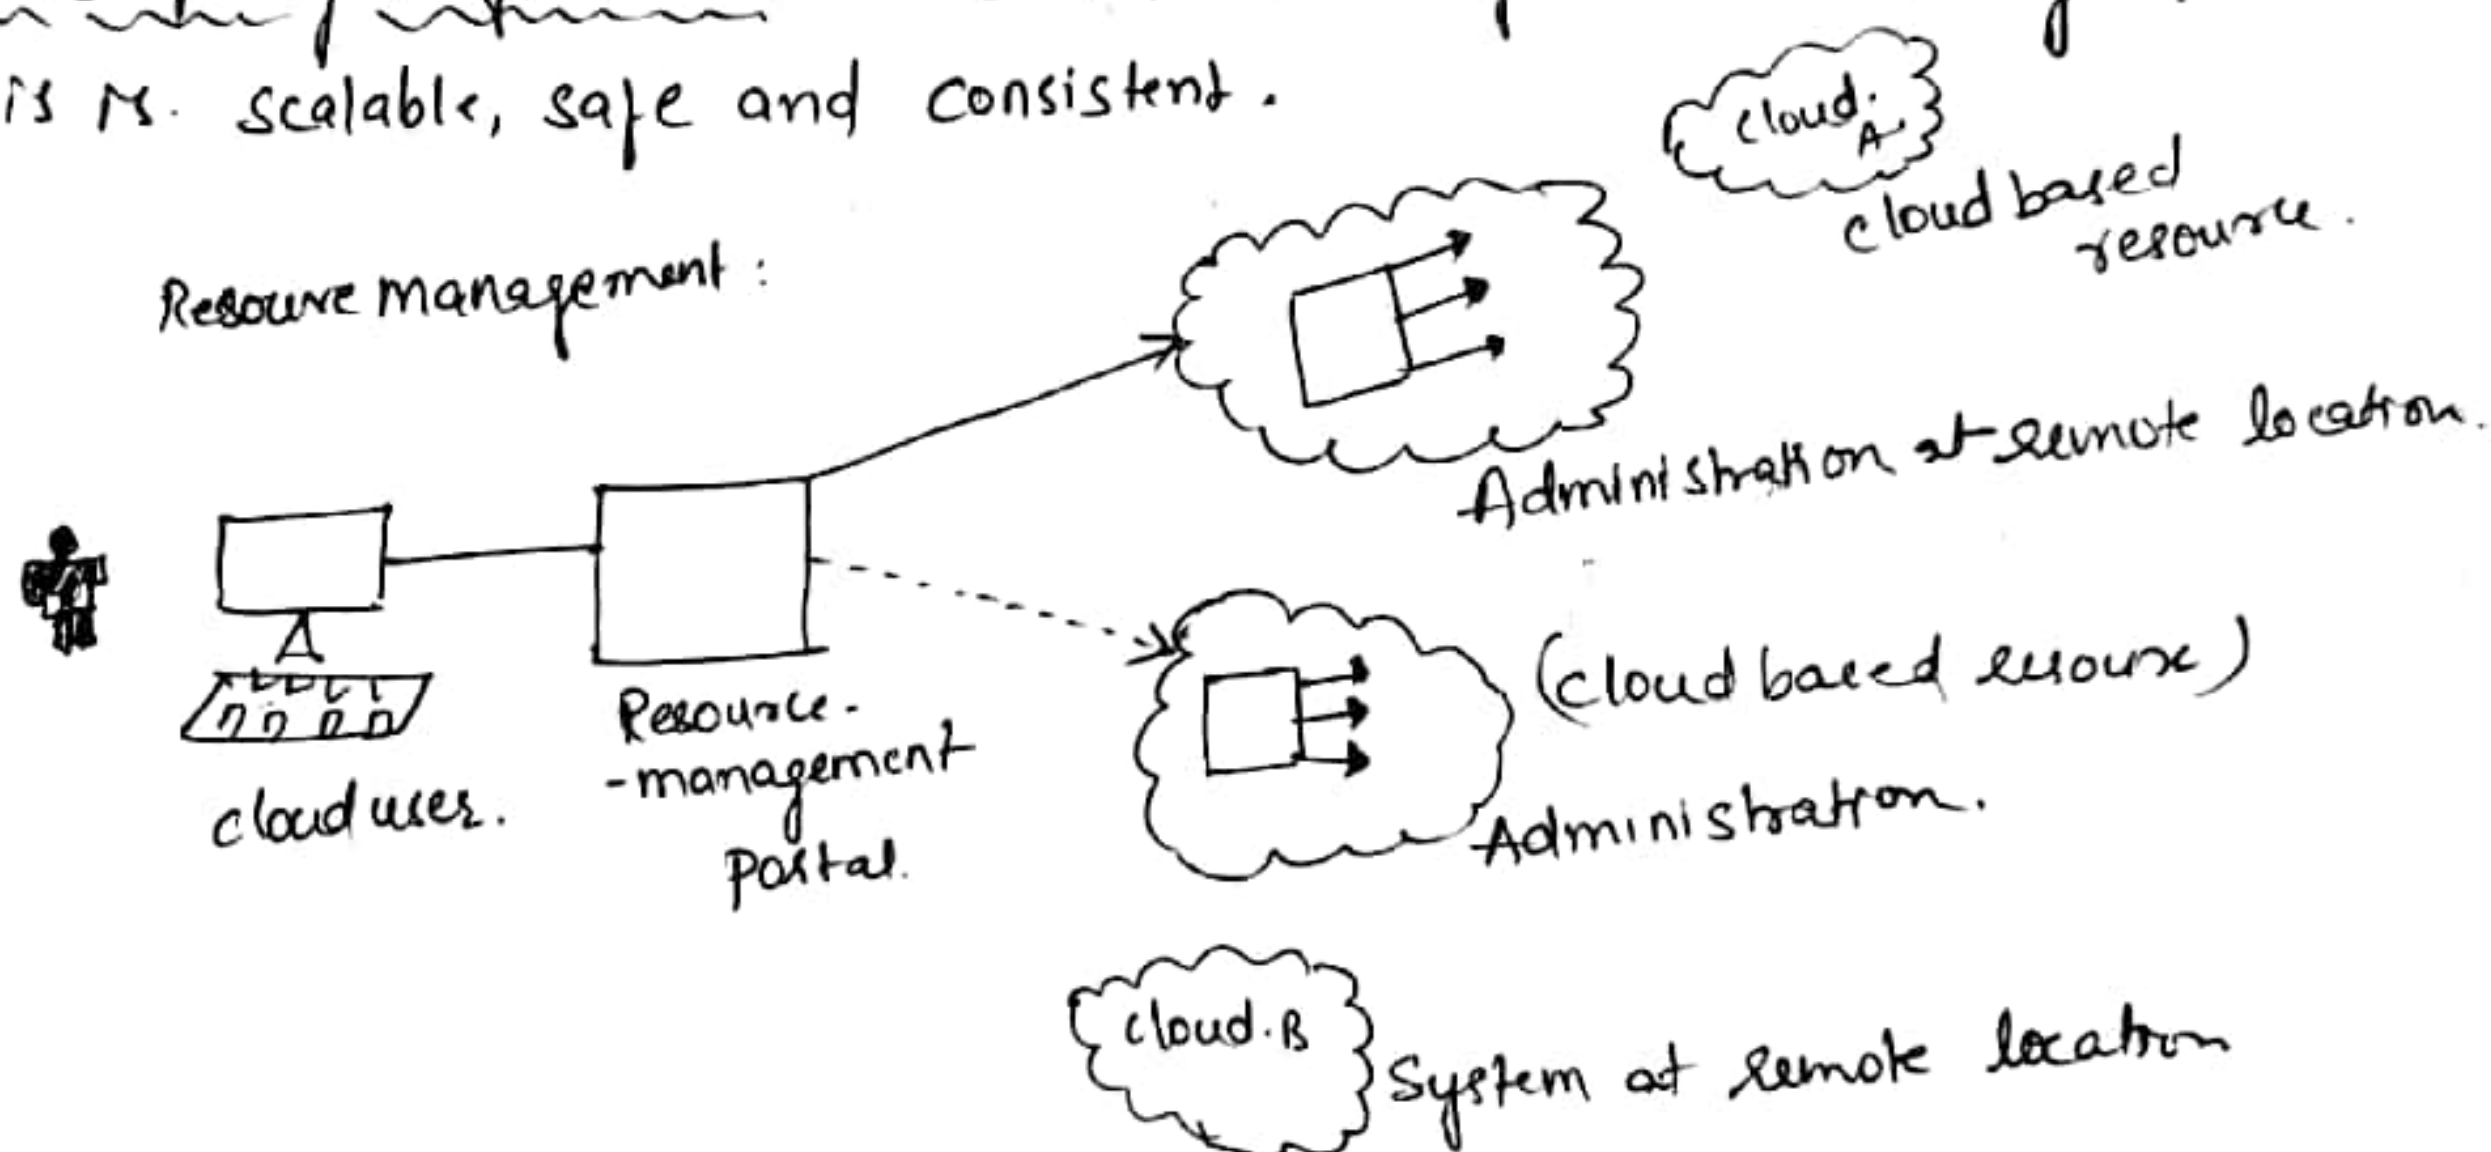 is rs. scalable, safe and consistent.
cloud.
A
cloud based
resource.
Resource management:
Administration at remote location.
(cloud based resource)
Resource-
-management
Portal.
cloud user.
Administration.
cloud.B
System at remote location